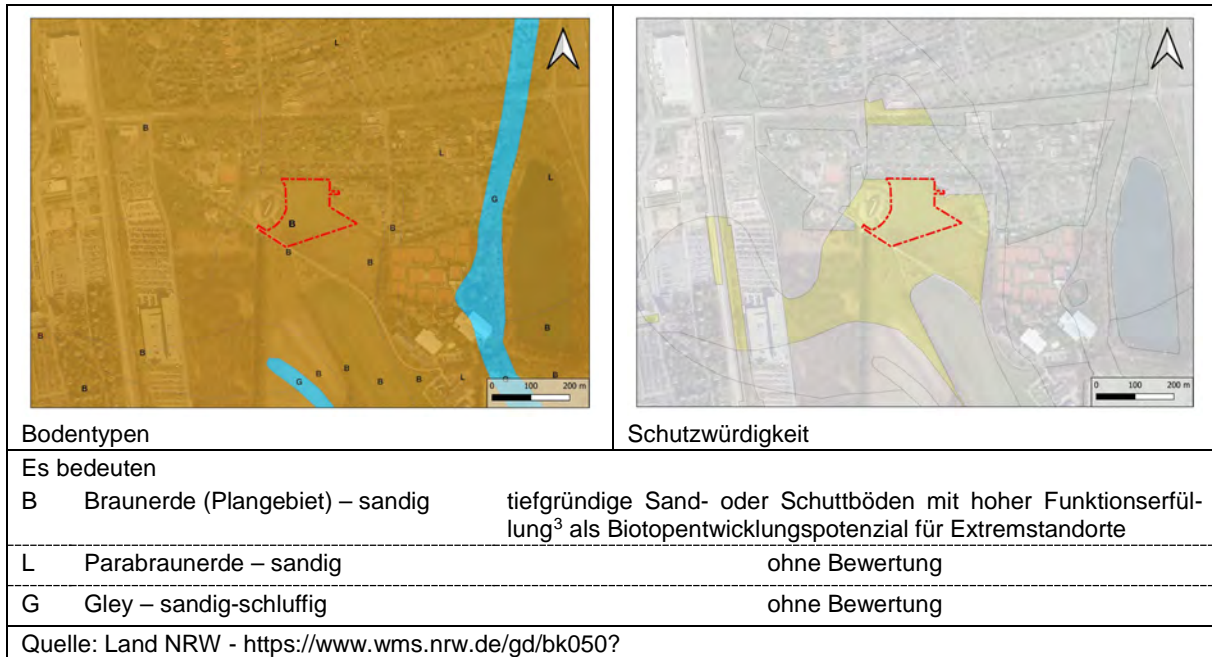 L
B
L
L
G
B
B
B
B
B
B
B
B
B
B
B
B
L
G
B
G
0 100 200 m
0 100 200 m
Bodentypen Schutzwürdigkeit
Es bedeuten
B Braunerde (Plangebiet) – sandig tiefgründige Sand- oder Schuttböden mit hoher Funktionserfül-
lung³ als Biotopentwicklungspotenzial für Extremstandorte
L Parabraunerde – sandig ohne Bewertung
G Gley – sandig-schluffig ohne Bewertung
Quelle: Land NRW - https://www.wms.nrw.de/gd/bk050?